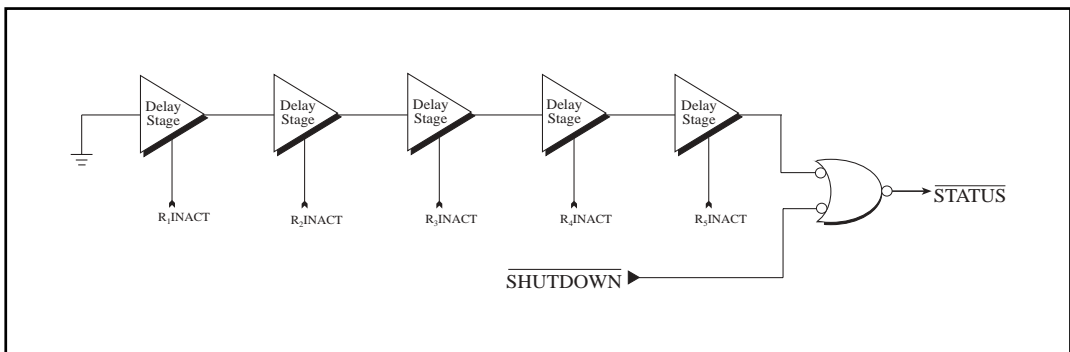 Delay
Stage
Delay
Stage
Delay
Stage
Delay
Stage
Delay
Stage
R₁INACT
R₂INACT
R₃INACT
R₄INACT
R₅INACT
STATUS
SHUTDOWN